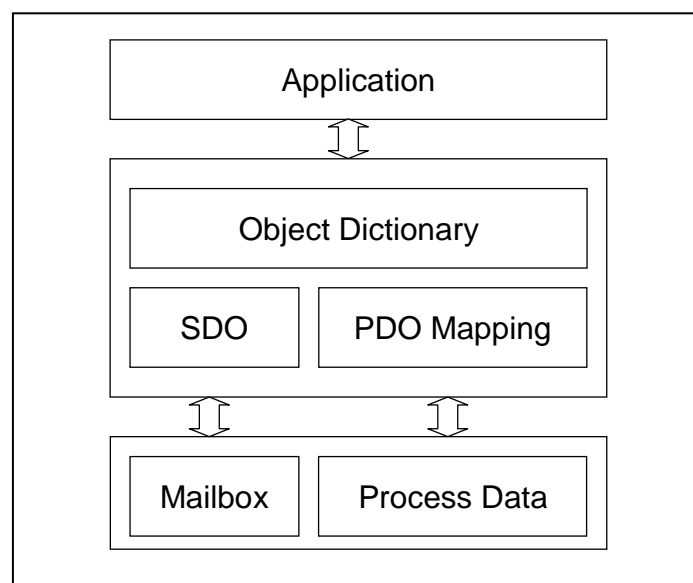 Application
Object Dictionary
SDO
PDO Mapping
Mailbox
Process Data